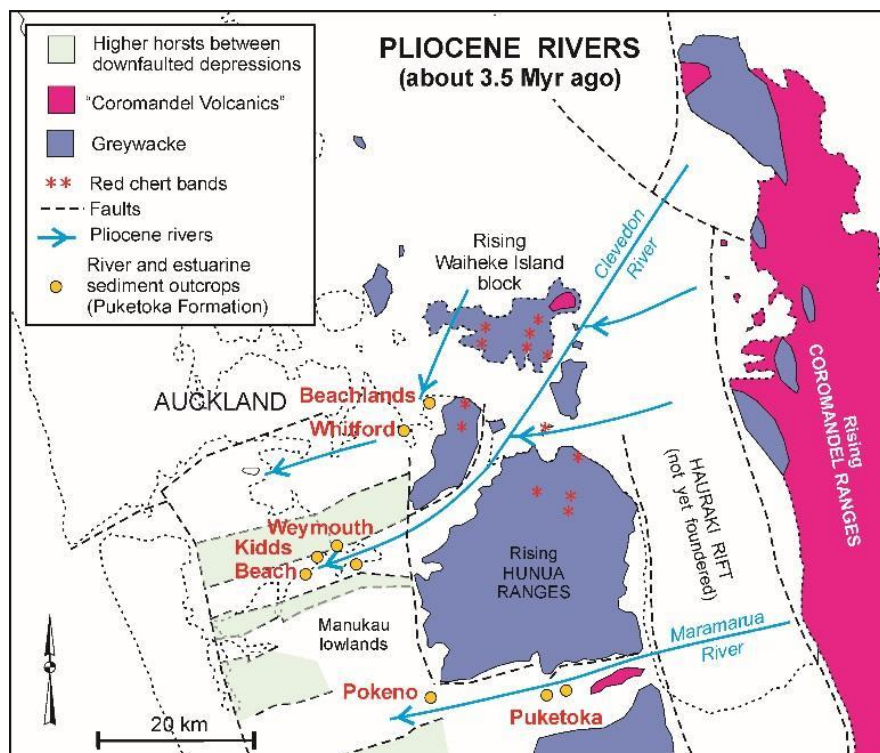 PLIOCENE RIVERS
(about 3.5 Myr ago)
Higher horsts between
downfaulted depressions
"Coromandel Volcanics"
Greywacke
Red chert bands
Faults
Pliocene rivers
River and estuarine
sediment outcrops
(Puketoka Formation)
Rising
Waiheke Island
block
Clevedon
River
AUCKLAND
Beachlands
Whitford
Weymouth
Kidds
Beach
Rising
HUNUA
RANGES
HAURAKI RIFT
(not yet foundered)
Rising
COROMANDEL RANGES
Manukau
lowlands
Maramarua
River
Pokeno
Puketoka
20 km